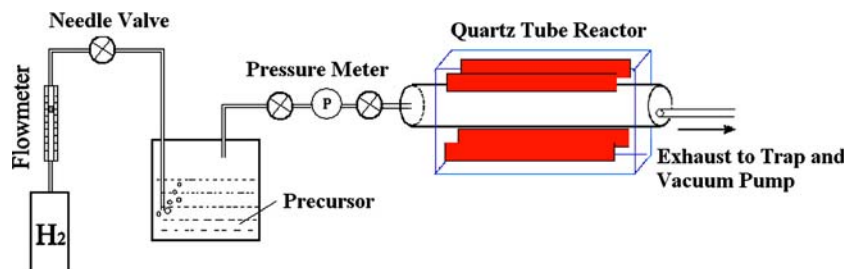 Needle Valve
Flowmeter
H2
Pressure Meter
P
Precursor
Quartz Tube Reactor
Exhaust to Trap and
Vacuum Pump